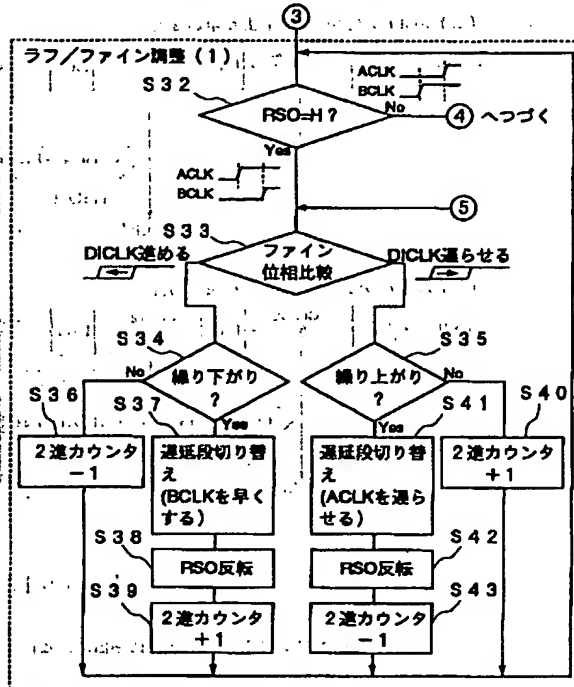 ③
ラフ/ファイン調整(1)
S32
ACLK
BCLK
RSO=H?
No
④ へつづく
Yes
ACLK
BCLK
⑤
S33
DICLK進める
ファイン
位相比較
DICLK遅らせる
S34
S35
No
繰り下がり
?
Yes
繰り上がり
?
Yes
No
S36
2進カウンタ
-1
S37
遅延段切り替
え
(BCLKを早く
する)
S41
遅延段切り替
え
(ACLKを遅ら
せる)
S40
2進カウンタ
+1
S38
RSO反転
S42
RSO反転
S39
2進カウンタ
+1
S43
2進カウンタ
-1